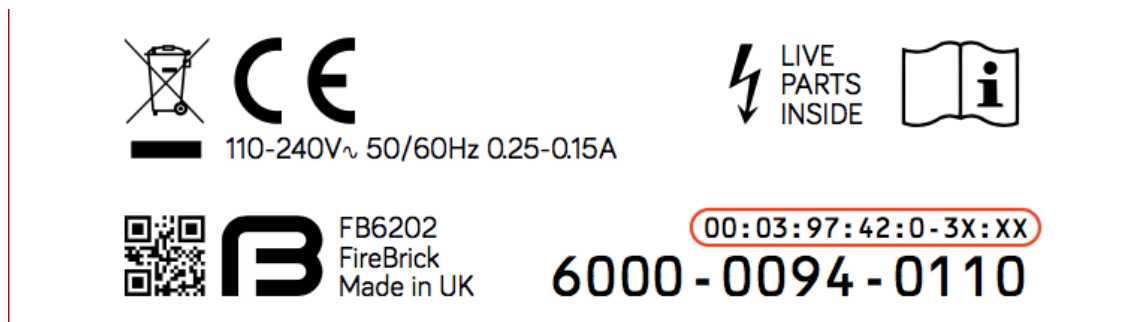 CE
LIVE
PARTS
INSIDE
i
110-240V∿ 50/60Hz 0.25-0.15A
FB6202
FireBrick
Made in UK
00:03:97:42:0-3X:XX
6000-0094-0110